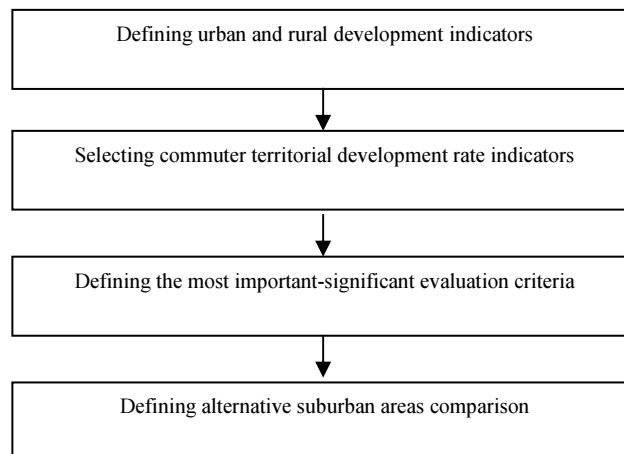 Defining urban and rural development indicators
Selecting commuter territorial development rate indicators
Defining the most important-significant evaluation criteria
Defining alternative suburban areas comparison